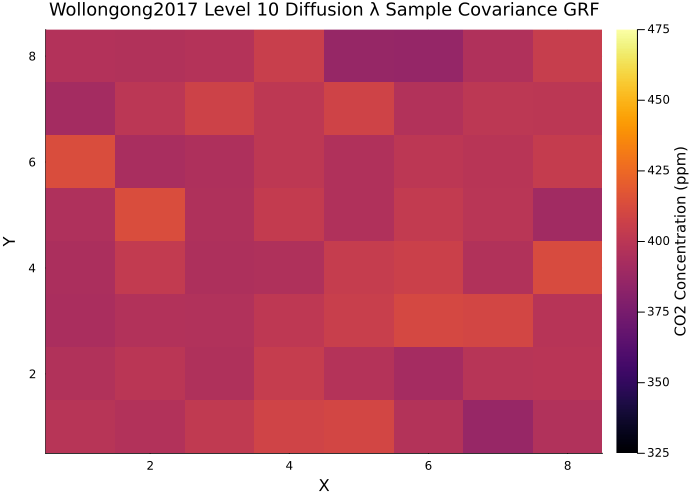 Wollongong2017 Level 10 Diffusion λ Sample Covariance GRF
8
6
4
2
Y
2 4 6 8
X
475
450
425
400
375
350
325
CO2 Concentration (ppm)